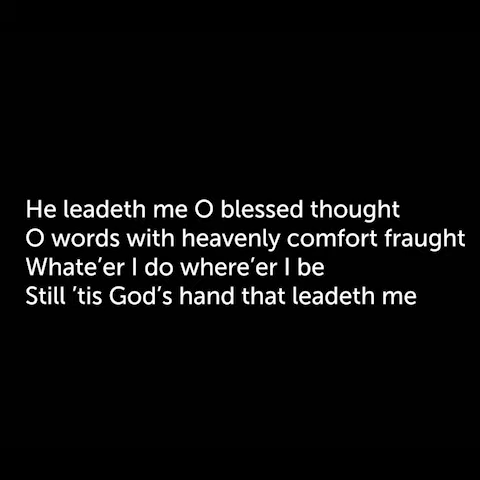 He leadeth me O blessed thought
O words with heavenly comfort fraught
Whate’er I do where’er I be
Still ’tis God’s hand that leadeth me